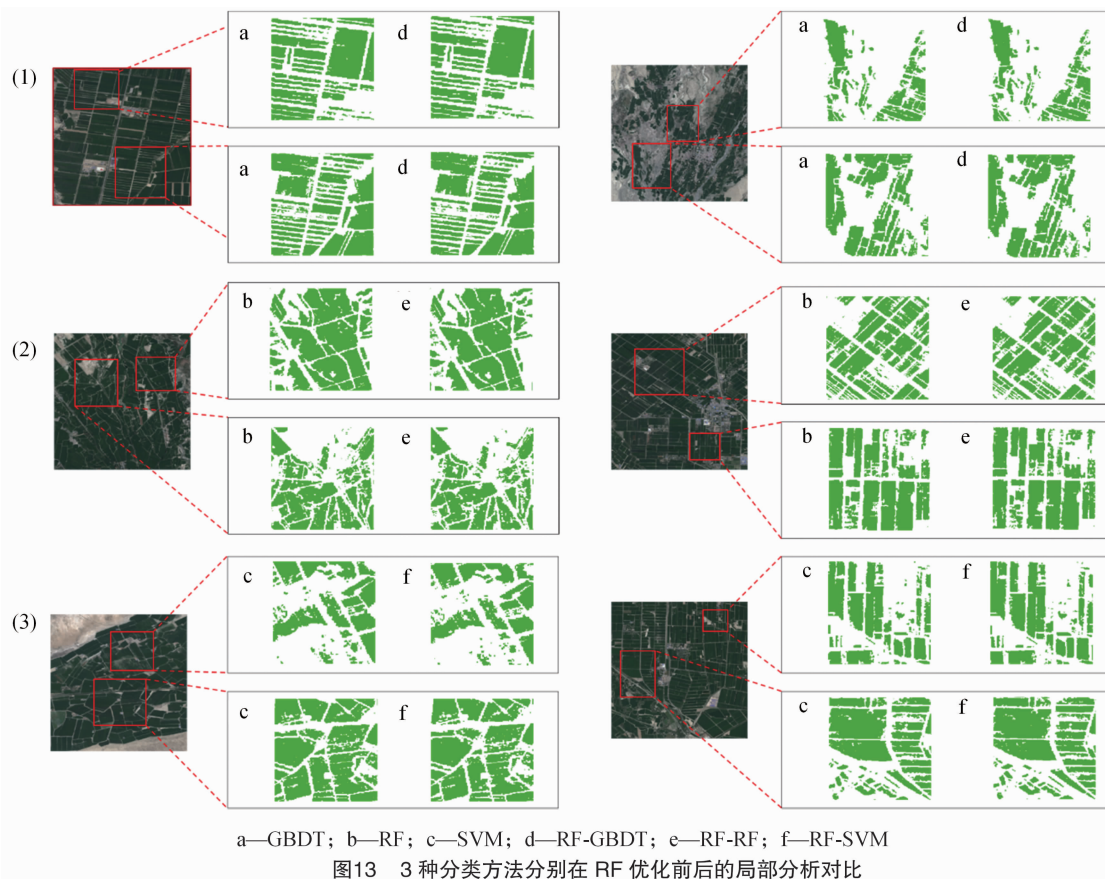 (1)
a d
a d
a d
a d
(2)
b e
b e
b e
b e
(3)
c f
c f
c f
c f
a—GBDT；b—RF；c—SVM；d—RF-GBDT；e—RF-RF；f—RF-SVM
图13 3 种分类方法分别在 RF 优化前后的局部分析对比